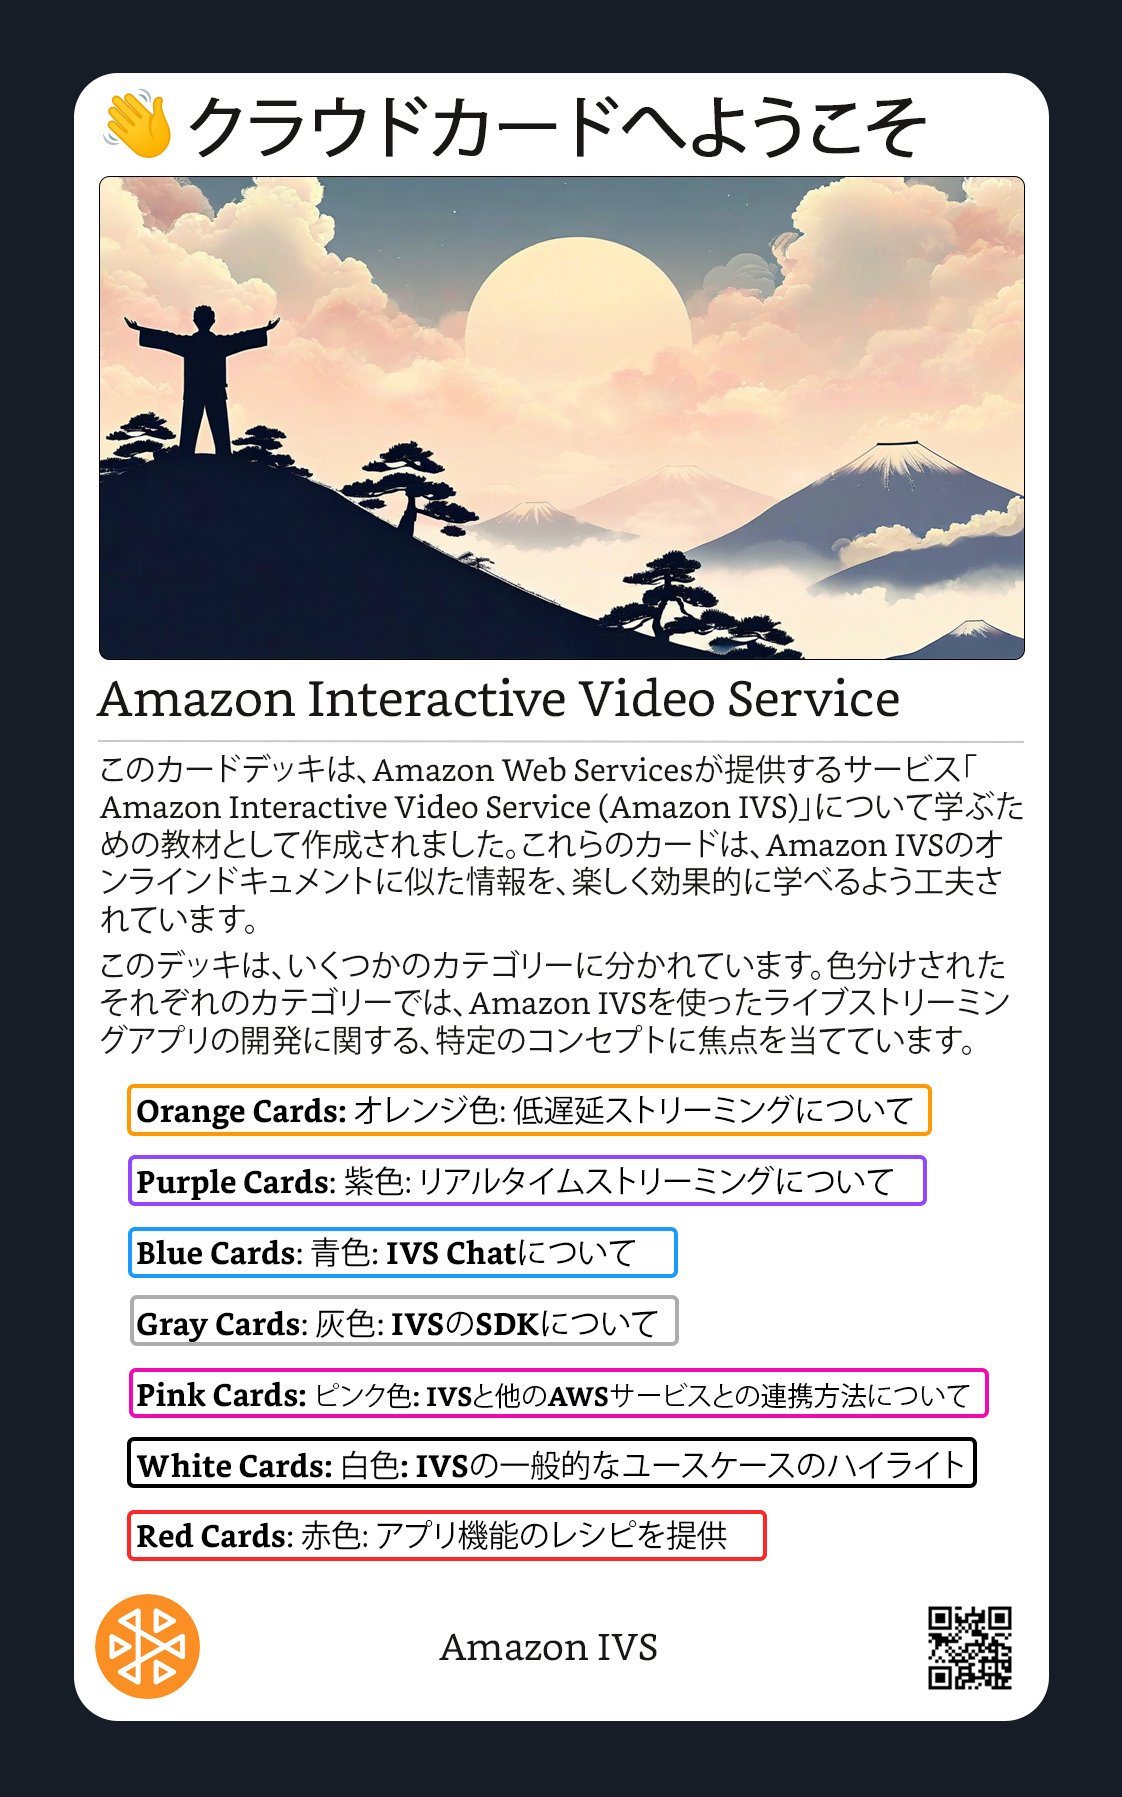 👋 クラウドカードへようこそ
Amazon Interactive Video Service
このカードデッキは、Amazon Web Servicesが提供するサービス「
Amazon Interactive Video Service (Amazon IVS)」について学ぶた
めの教材として作成されました。これらのカードは、Amazon IVSのオ
ンラインドキュメントに似た情報を、楽しく効果的に学べるよう工夫さ
れています。
このデッキは、いくつかのカテゴリーに分かれています。色分けされた
それぞれのカテゴリーでは、Amazon IVSを使ったライブストリーミン
グアプリの開発に関する、特定のコンセプトに焦点を当てています。
Orange Cards: オレンジ色: 低遅延ストリーミングについて
Purple Cards: 紫色: リアルタイムストリーミングについて
Blue Cards: 青色: IVS Chatについて
Gray Cards: 灰色: IVSのSDKについて
Pink Cards: ピンク色: IVSと他のAWSサービスとの連携方法について
White Cards: 白色: IVSの一般的なユースケースのハイライト
Red Cards: 赤色: アプリ機能のレシピを提供
Amazon IVS